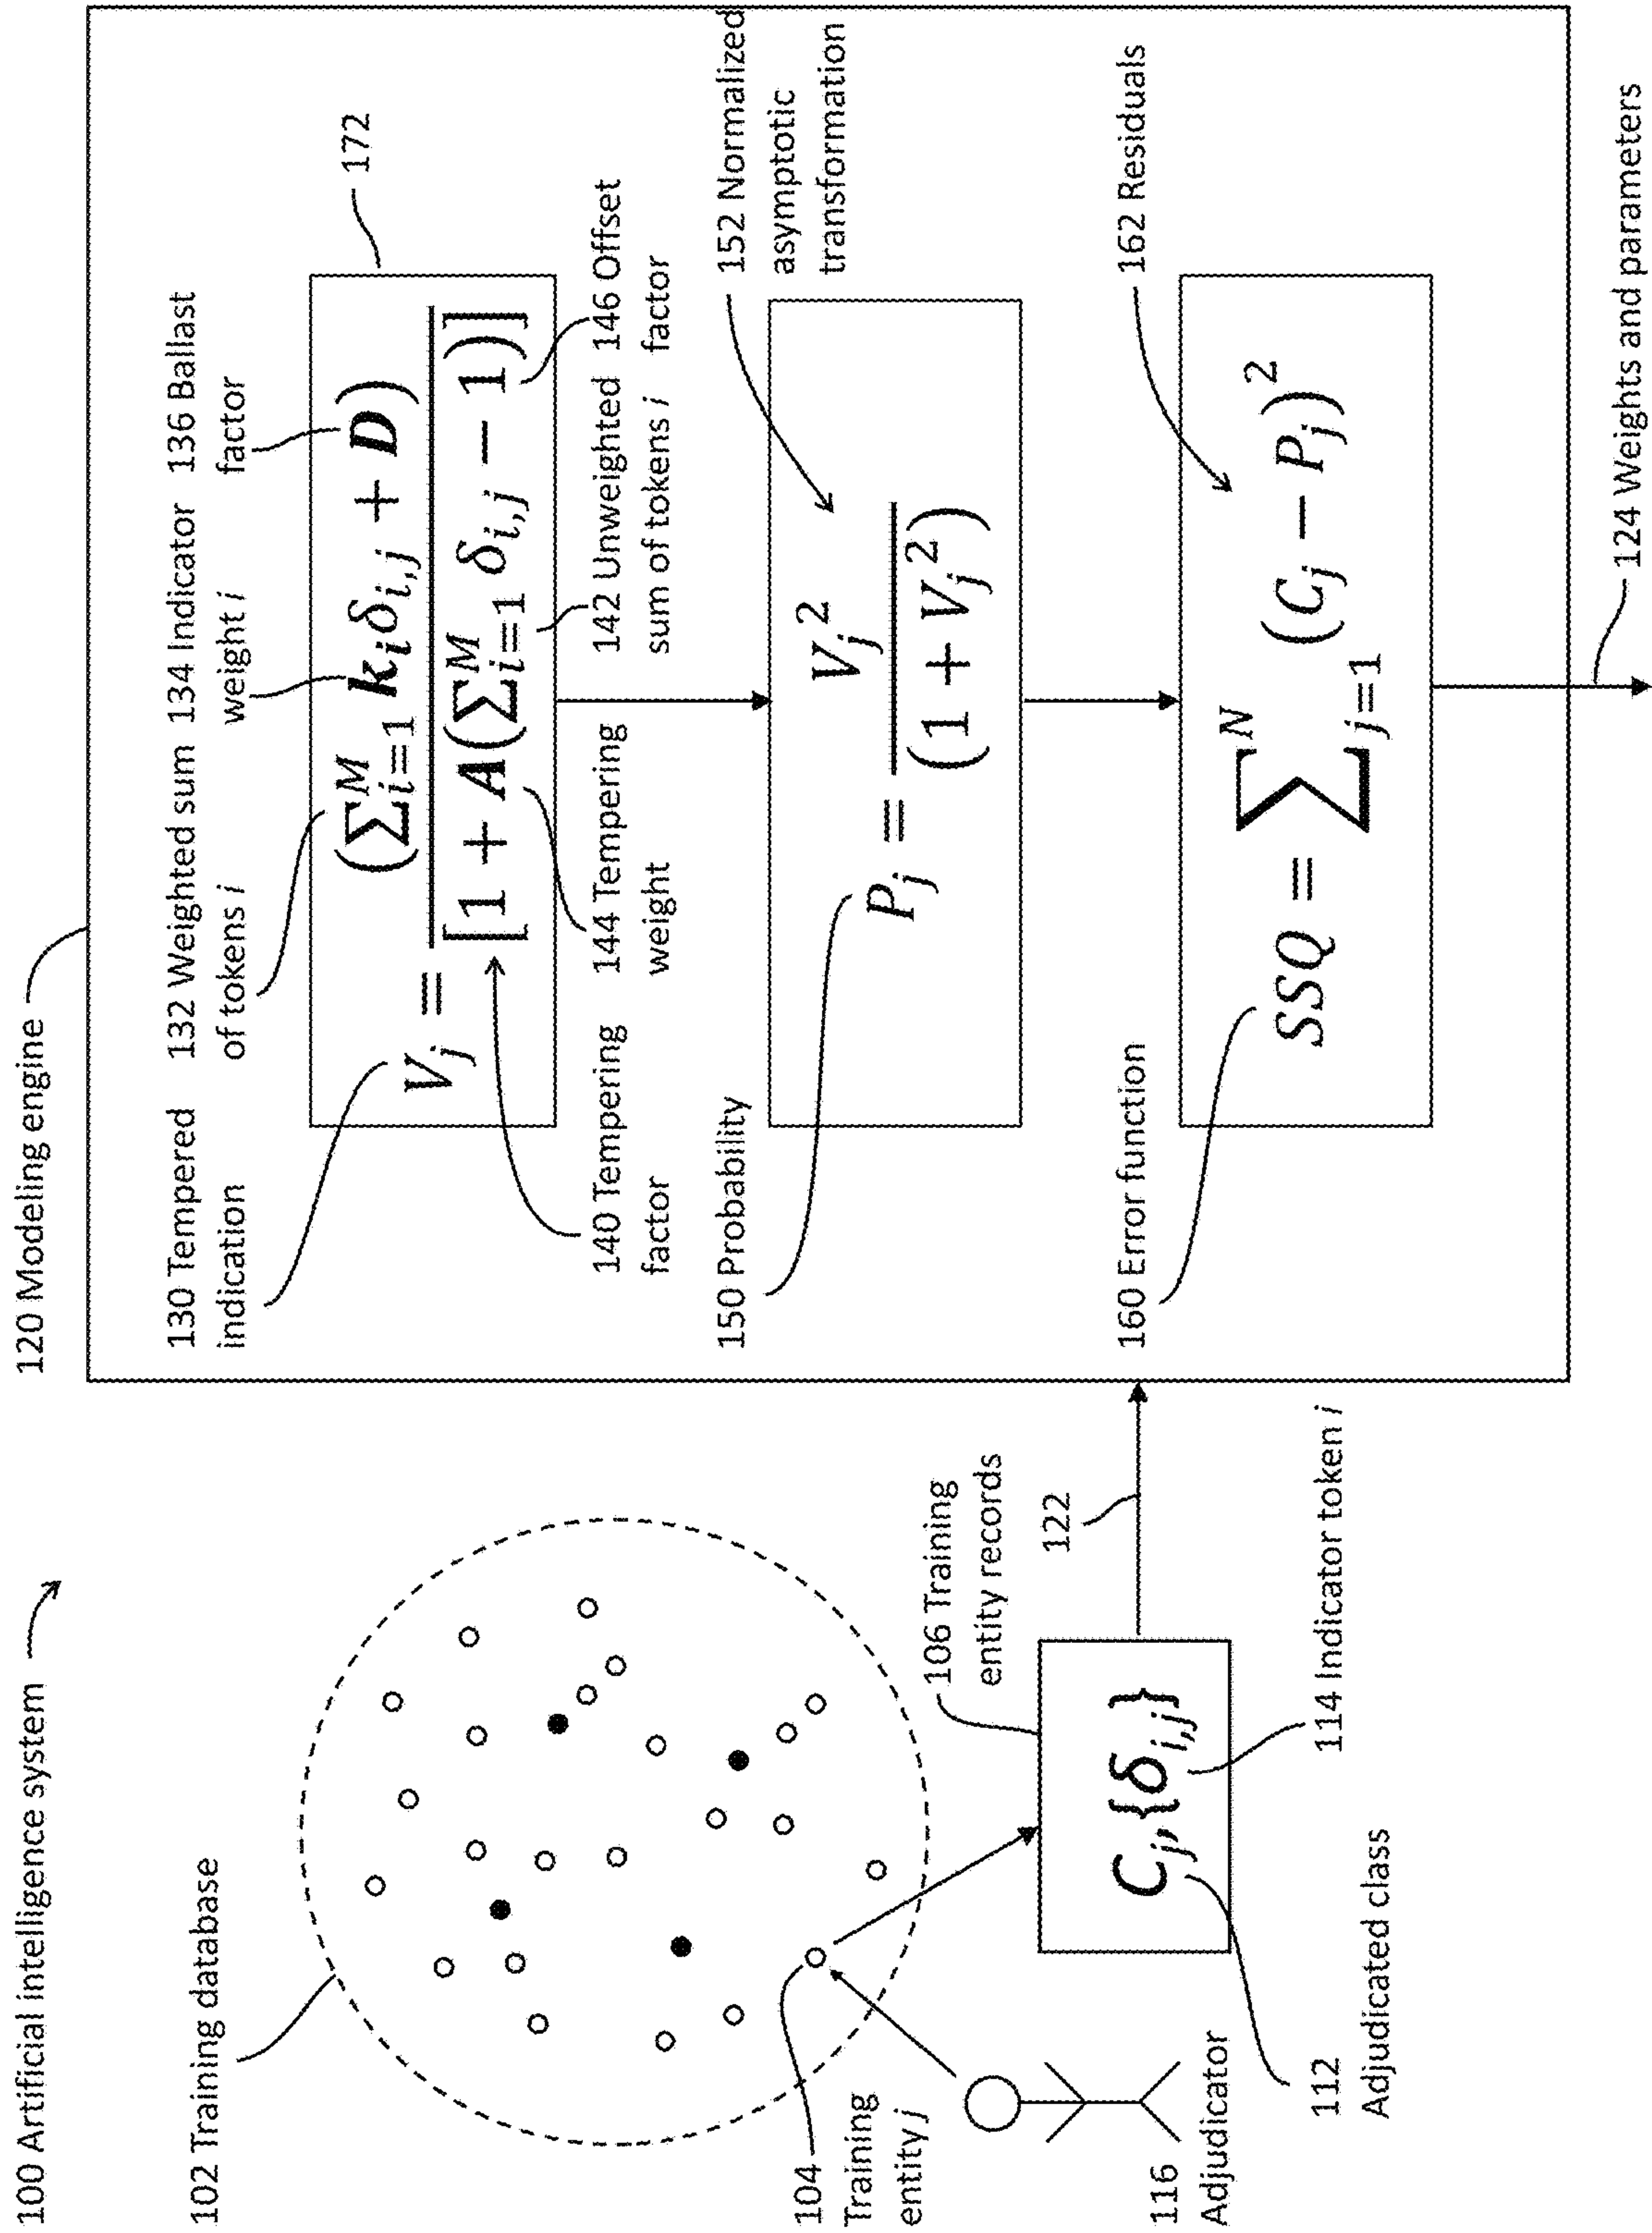 100 Artificial intelligence system
102 Training database
104
Training
entity j
116
Adjudicator
112
Adjudicated class
106 Training
entity records
C_j,{δ_{i,j}}
114 Indicator token i
122
120 Modeling engine
130 Tempered
indication
132 Weighted sum
of tokens i
134 Indicator
weight i
136 Ballast
factor
172
V_j = (∑_{i=1}^{M} k_i δ_{i,j} + D) / [1 + A(∑_{i=1}^{M} δ_{i,j} − 1)]
140 Tempering
factor
144 Tempering
weight
142 Unweighted
sum of tokens i
146 Offset
factor
150 Probability
152 Normalized
asymptotic
transformation
P_j = V_j^2 / (1 + V_j^2)
160 Error function
162 Residuals
SSQ = ∑_{j=1}^{N} (C_j − P_j)^2
124 Weights and parameters